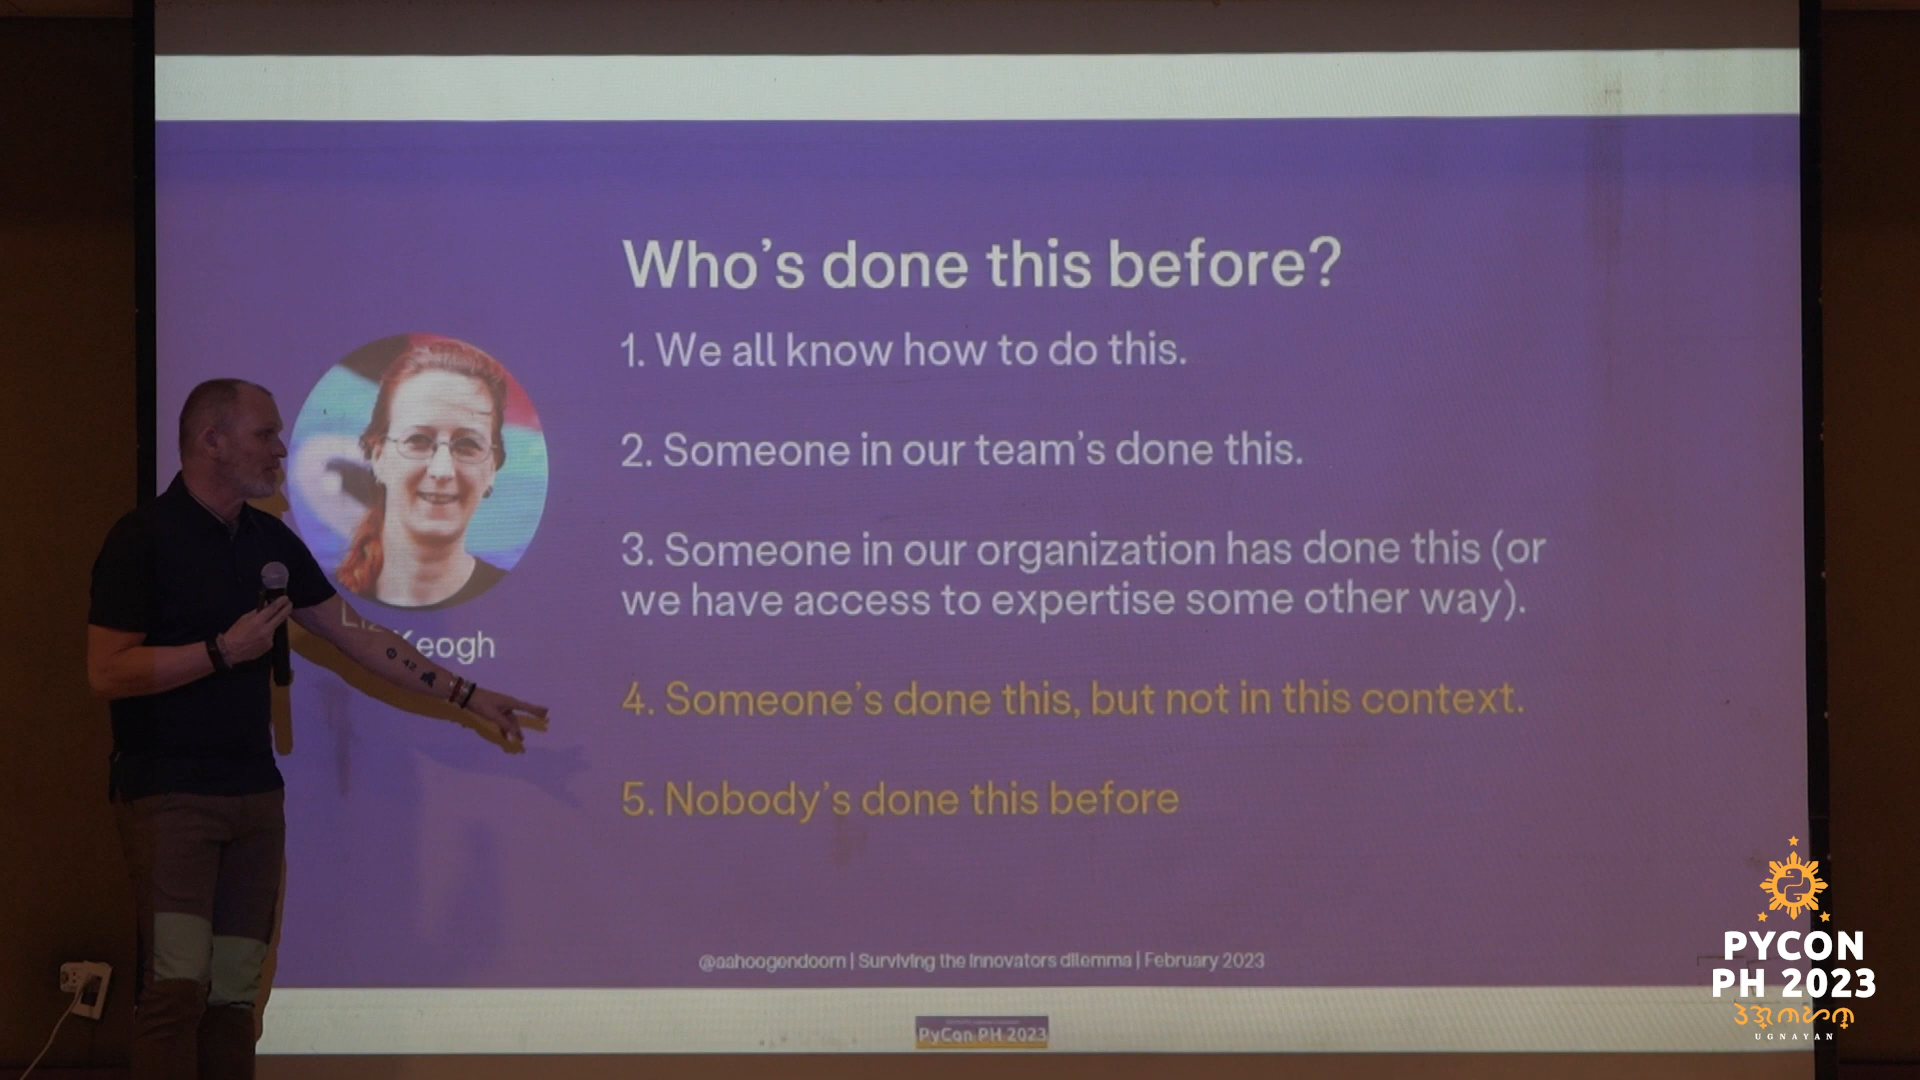 Who's done this before?
1. We all know how to do this.
2. Someone in our team's done this.
3. Someone in our organization has done this (or
we have access to expertise some other way).
4. Someone's done this, but not in this context.
5. Nobody's done this before
Liz
Keogh
42
@aahoogendoorn | Surviving the innovators dilemma | February 2023
PyCon PH 2023
PYCON
PH 2023
UGNAYAN